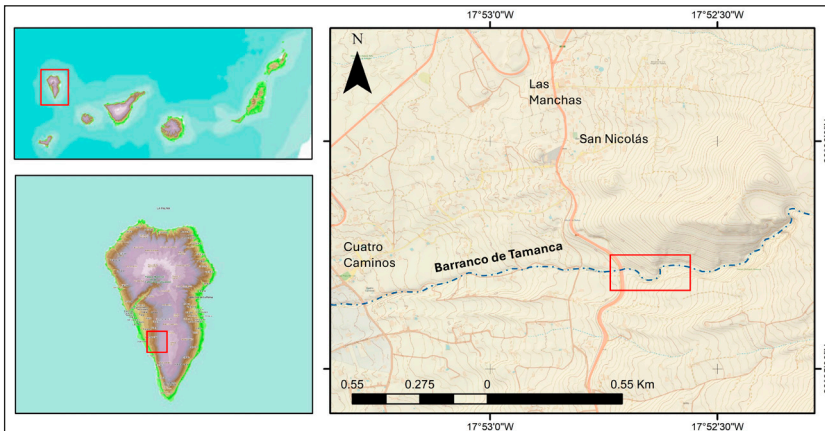 17°53'0"W
17°52'30"W
N
Las
Manchas
San Nicolás
Cuatro
Caminos
Barranco de Tamanca
0.55
0.275
0
0.55 Km
17°53'0"W
17°52'30"W